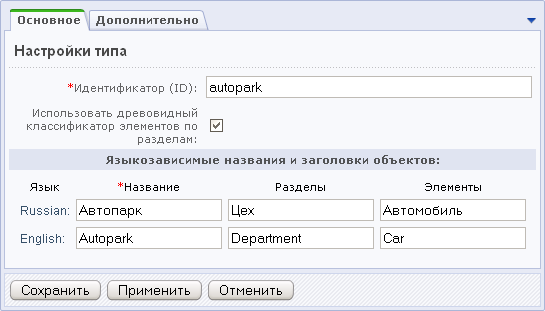 Основное Дополнительно
Настройки типа
*Идентификатор (ID): autopark
Использовать древовидный
классификатор элементов по
разделам:
Языкозависимые названия и заголовки объектов:
Язык *Название Разделы Элементы
Russian: Автопарк Цех Автомобиль
English: Autopark Department Car
Сохранить Применить Отменить